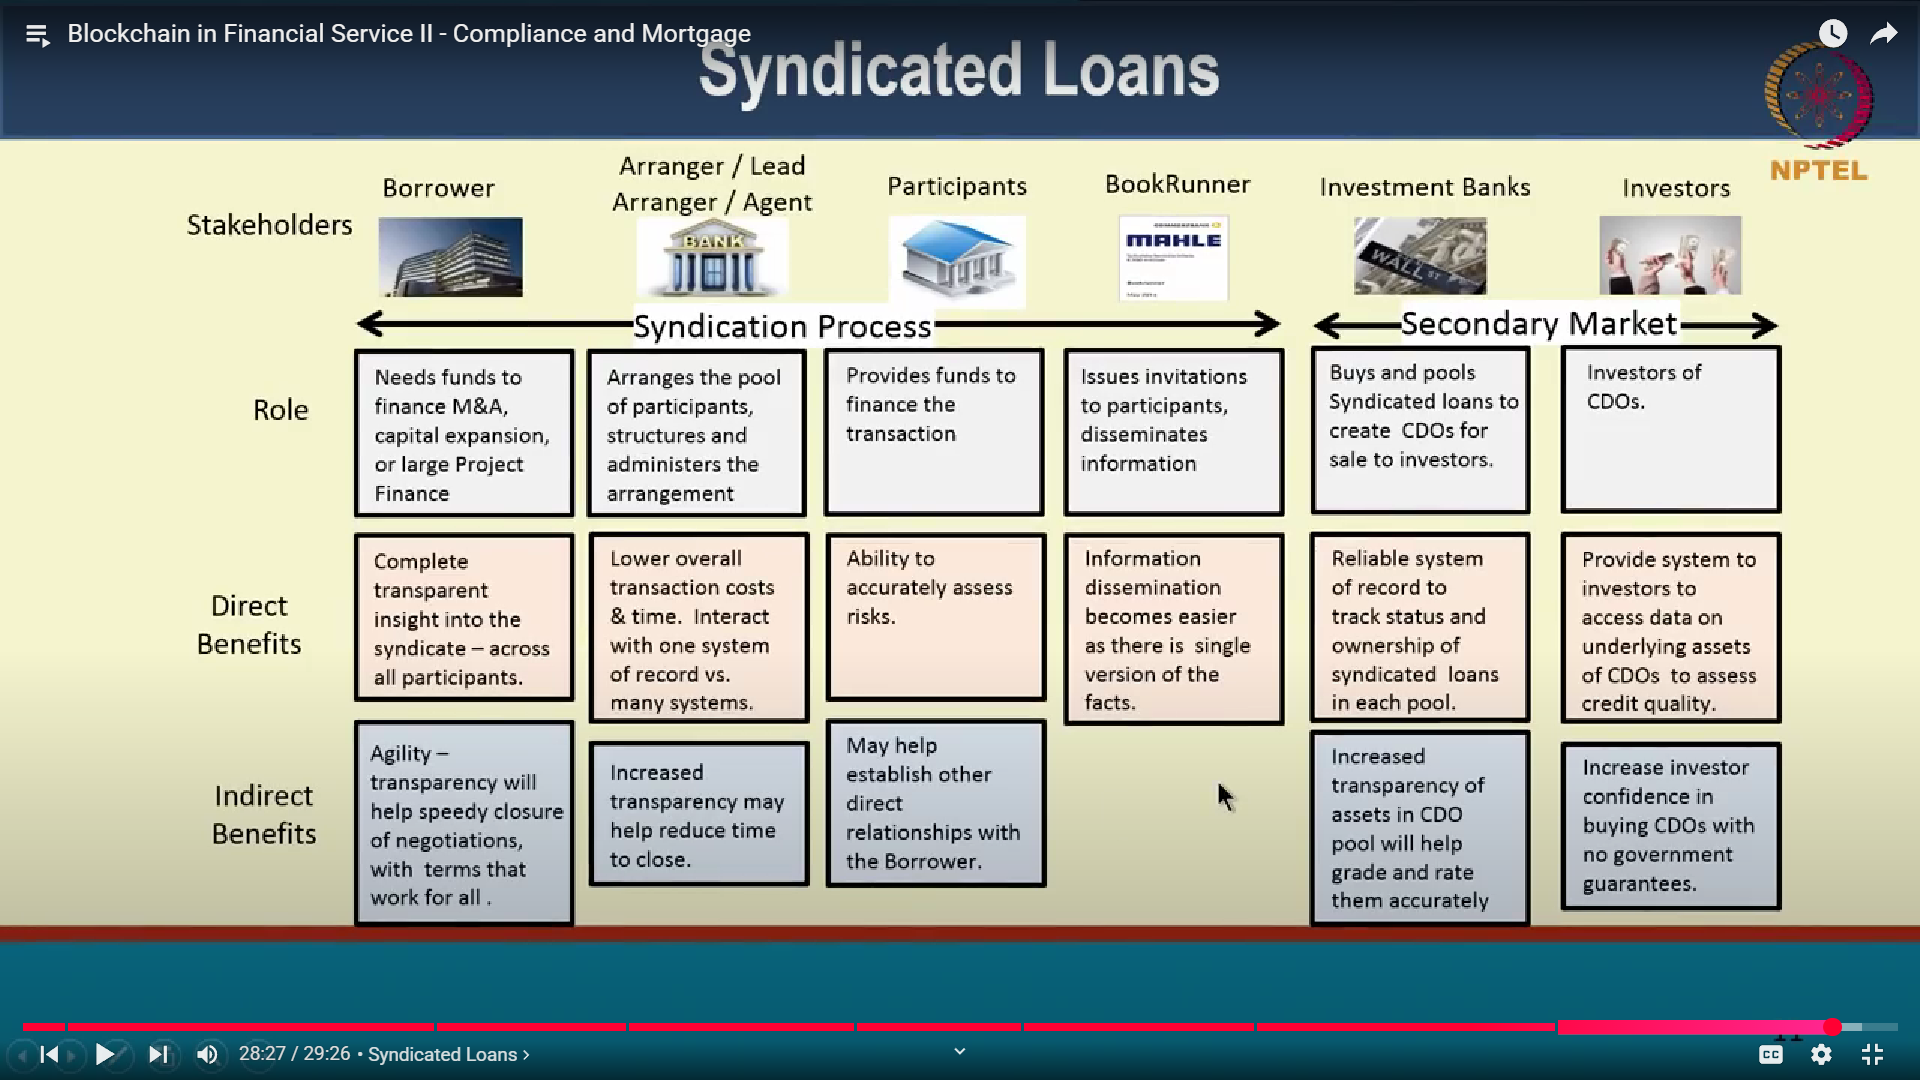 Blockchain in Financial Service II - Compliance and Mortgage
Syndicated Loans
NPTEL
Stakeholders
Borrower
Arranger / Lead
Arranger / Agent
BANK
Participants
BookRunner
MAHLE
Investment Banks
WALL ST
Investors
Syndication Process
Secondary Market
Role
Needs funds to
finance M&A,
capital expansion,
or large Project
Finance
Arranges the pool
of participants,
structures and
administers the
arrangement
Provides funds to
finance the
transaction
Issues invitations
to participants,
disseminates
information
Buys and pools
Syndicated loans to
create CDOs for
sale to investors.
Investors of
CDOs.
Direct
Benefits
Complete
transparent
insight into the
syndicate – across
all participants.
Lower overall
transaction costs
& time. Interact
with one system
of record vs.
many systems.
Ability to
accurately assess
risks.
Information
dissemination
becomes easier
as there is single
version of the
facts.
Reliable system
of record to
track status and
ownership of
syndicated loans
in each pool.
Provide system to
investors to
access data on
underlying assets
of CDOs to assess
credit quality.
Indirect
Benefits
Agility –
transparency will
help speedy closure
of negotiations,
with terms that
work for all .
Increased
transparency may
help reduce time
to close.
May help
establish other
direct
relationships with
the Borrower.
Increased
transparency of
assets in CDO
pool will help
grade and rate
them accurately
Increase investor
confidence in
buying CDOs with
no government
guarantees.
28:27 / 29:26 • Syndicated Loans ›
CC